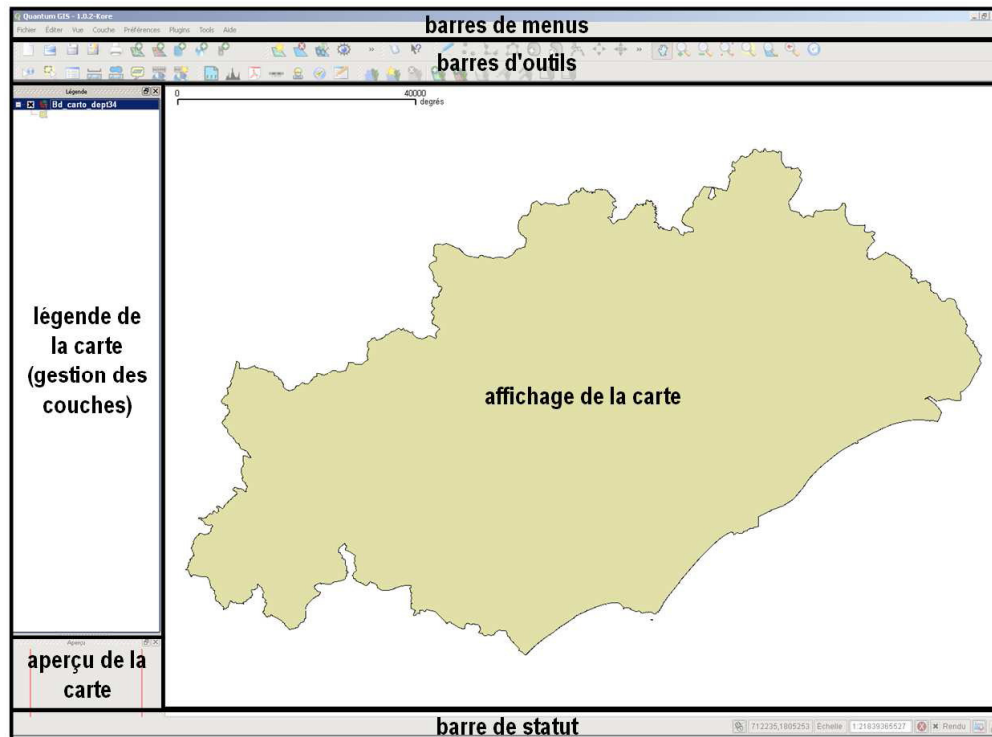 Quantum GIS - 1.0.2-Kore
barres de menus
Fichier Éditer Vue Couche Préférences Plugins Tools Aide
barres d'outils
Légende
Bd_carto_dept34
0 40000
degrés
légende de
la carte
(gestion des
couches)
affichage de la carte
Aperçu
aperçu de la
carte
barre de statut
712235,1805253 Échelle 1:21839365527 Rendu